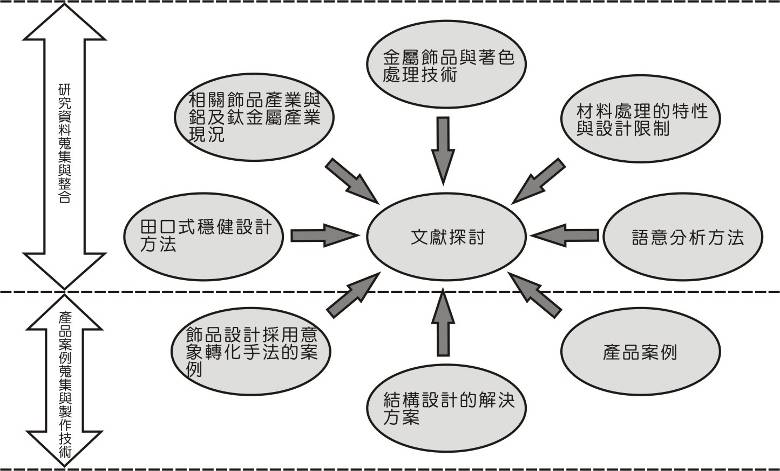 研究資料蒐集與整合
金屬飾品與著色
處理技術
相關飾品產業與
鋁及鈦金屬產業
現況
材料處理的特性
與設計限制
田口式穩健設計
方法
文獻探討
語意分析方法
產品案例蒐集與製作技術
飾品設計採用意
象轉化手法的案
例
結構設計的解決
方案
產品案例